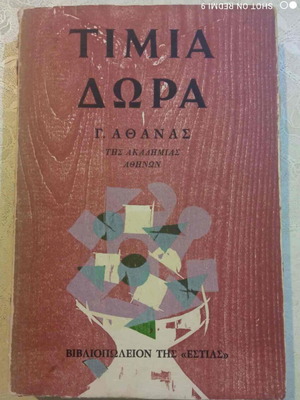 SHOT ON REDMI 9
ΤΙΜΙΑ
ΔΩΡΑ
Γ. ΑΘΑΝΑΣ
ΤΗΣ ΑΚΑΔΗΜΙΑΣ
ΑΘΗΝΩΝ
ΒΙΒΛΙΟΠΩΛΕΙΟΝ ΤΗΣ «ΕΣΤΙΑΣ»